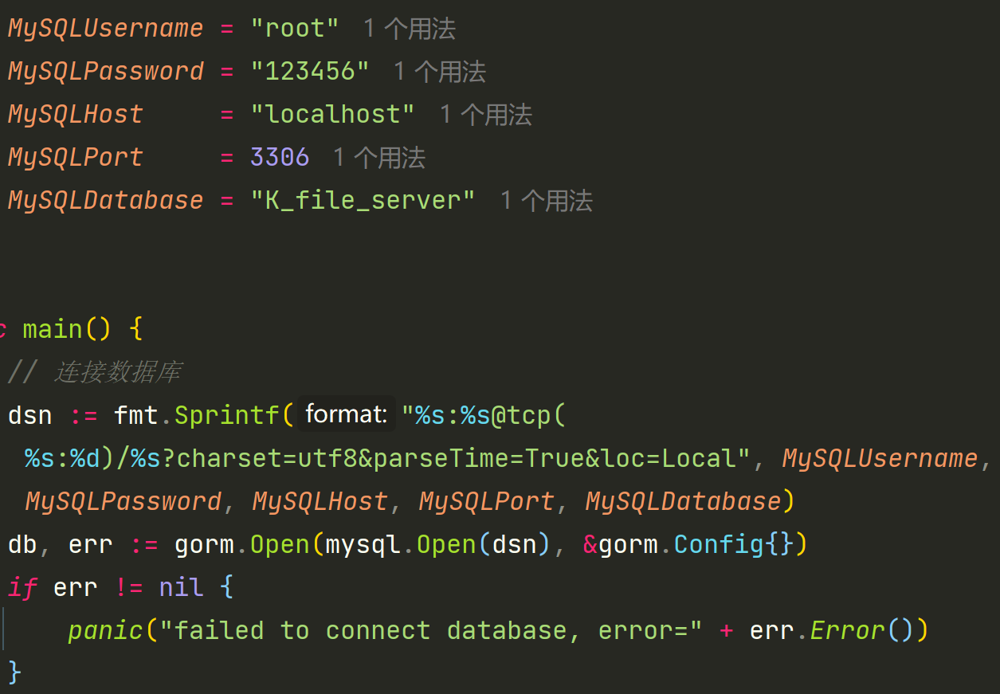 MySQLUsername = "root" 1 个用法
MySQLPassword = "123456" 1 个用法
MySQLHost     = "localhost" 1 个用法
MySQLPort     = 3306 1 个用法
MySQLDatabase = "K_file_server" 1 个用法
c main() {
// 连接数据库
dsn := fmt.Sprintf( format: "%s:%s@tcp(
%s:%d)/%s?charset=utf8&parseTime=True&loc=Local", MySQLUsername,
MySQLPassword, MySQLHost, MySQLPort, MySQLDatabase)
db, err := gorm.Open(mysql.Open(dsn), &gorm.Config{})
if err != nil {
    panic("failed to connect database, error=" + err.Error())
}